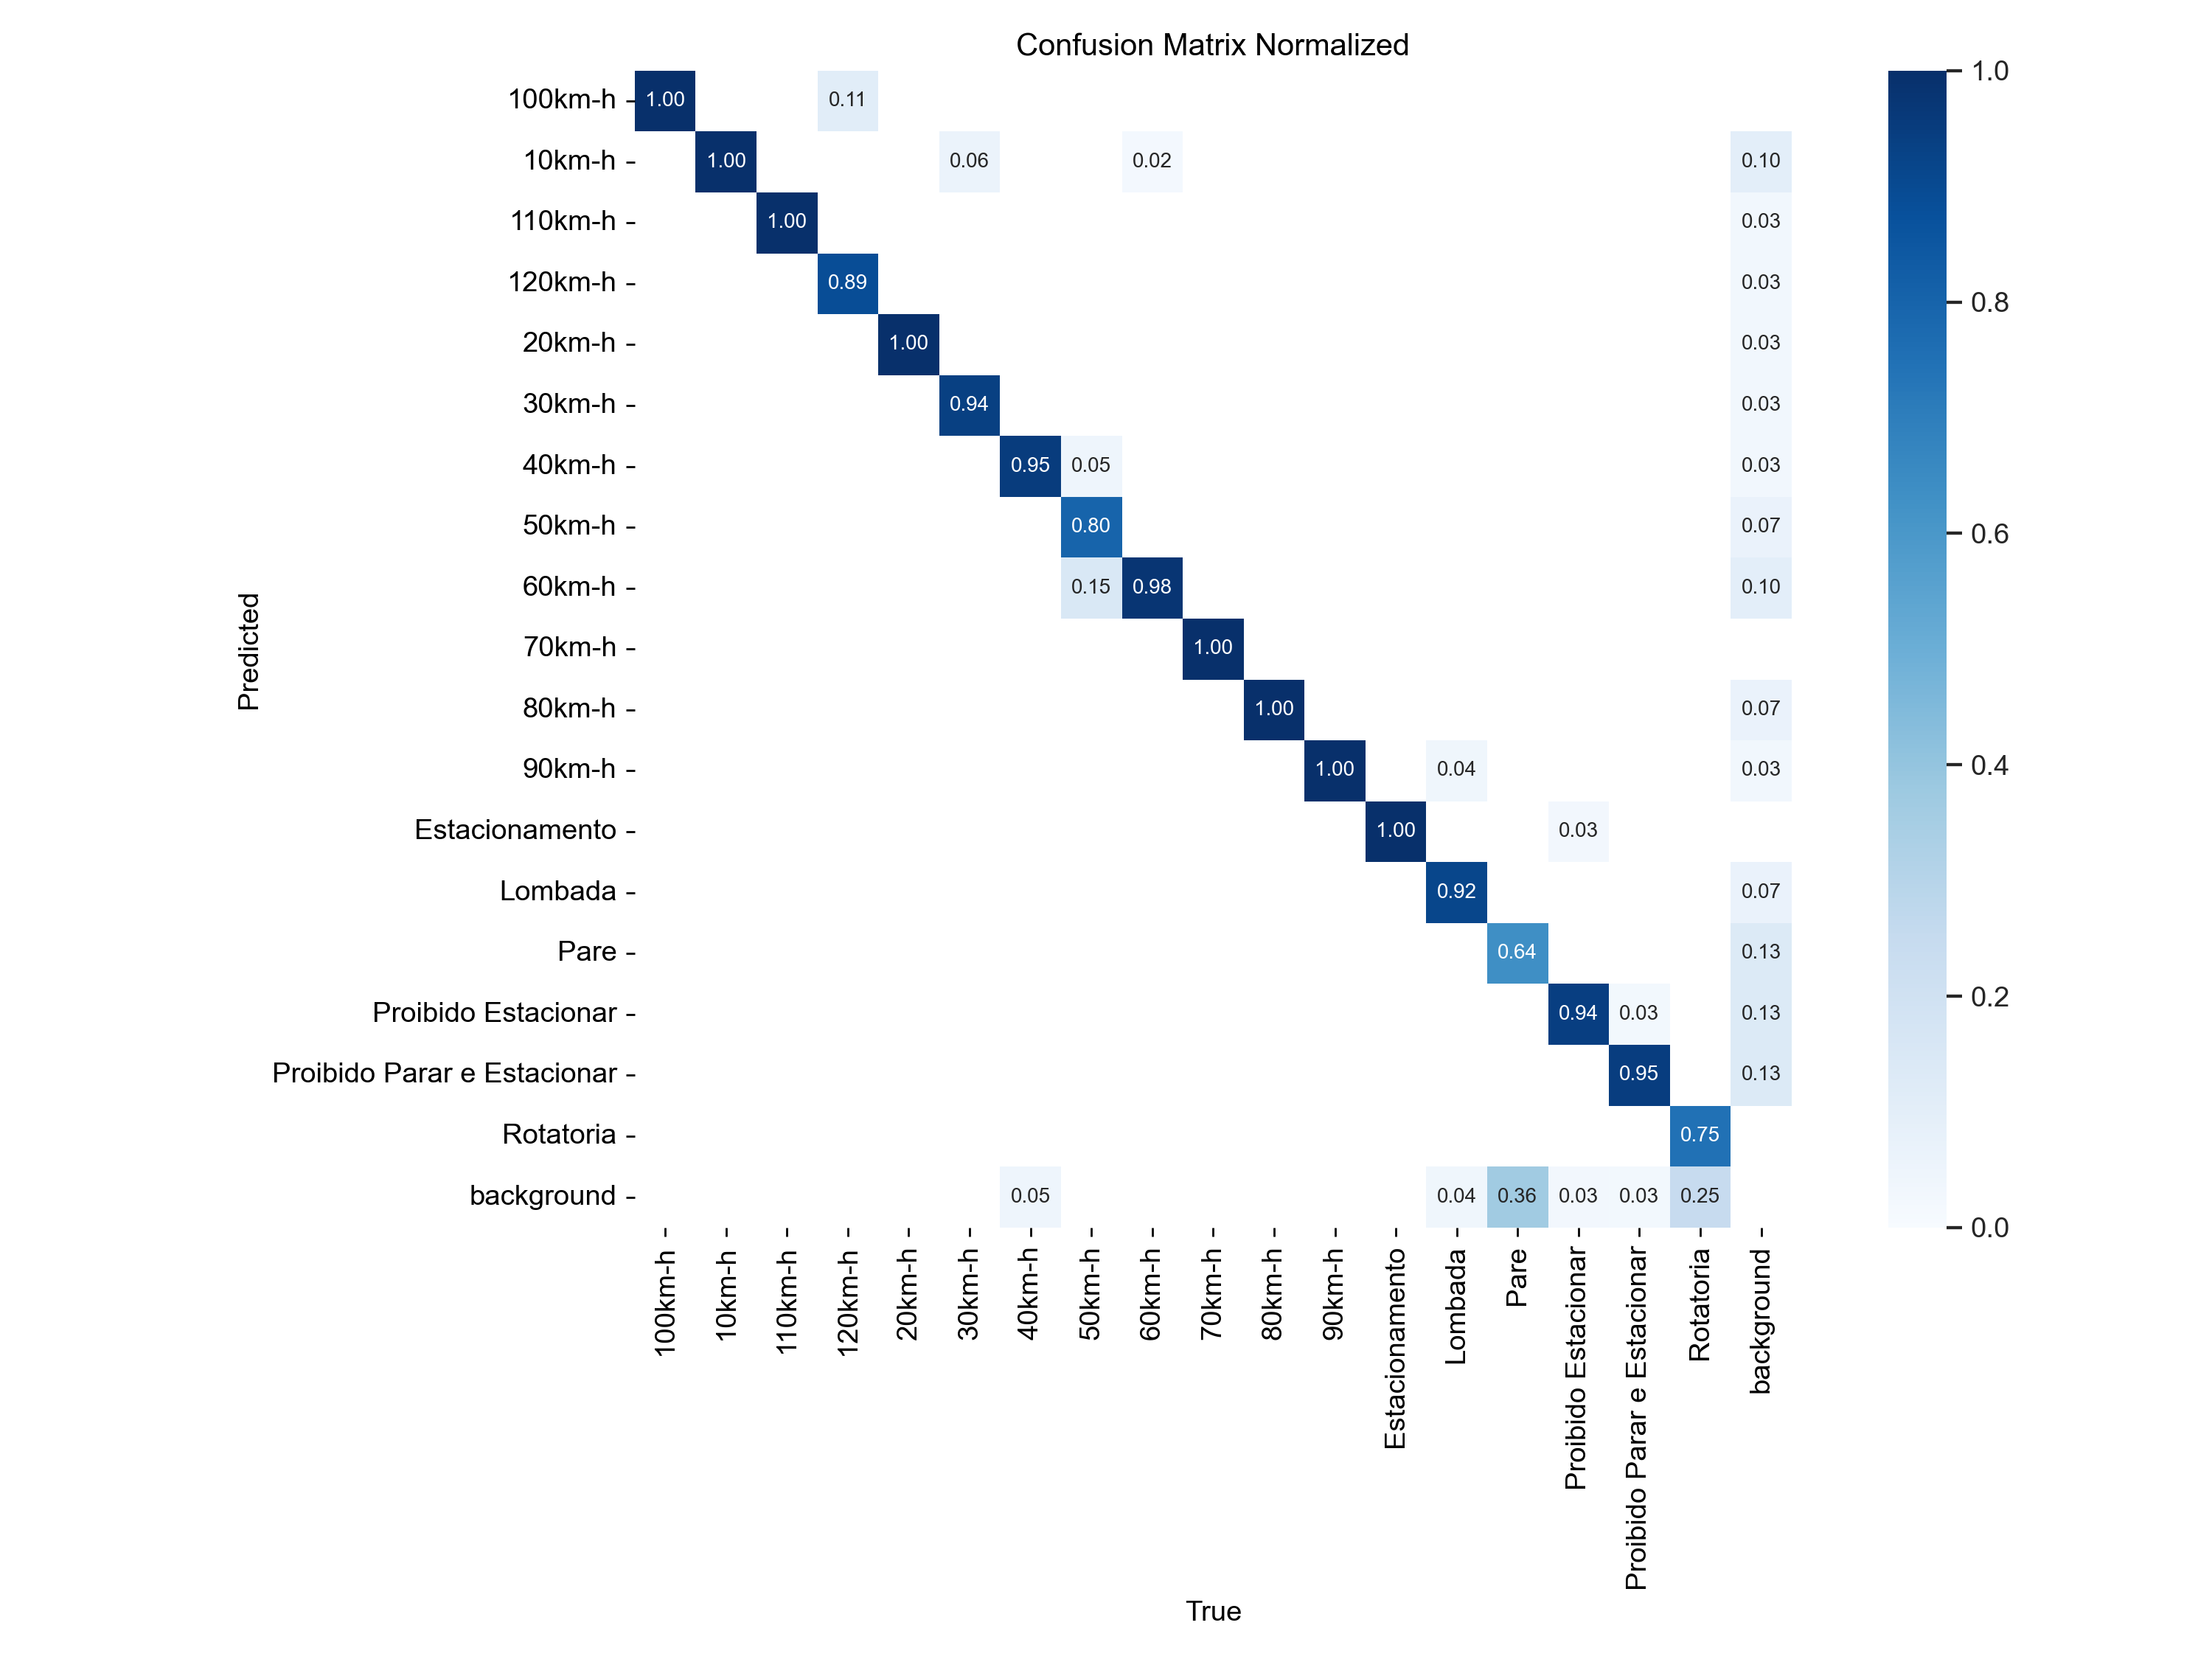 Confusion Matrix Normalized
100km-h 1.00 0.11 1.0
10km-h 1.00 0.06 0.02 0.10
110km-h 1.00 0.03
120km-h 0.89 0.03 0.8
20km-h 1.00 0.03
30km-h 0.94 0.03
40km-h 0.95 0.05 0.03
50km-h 0.80 0.07 0.6
60km-h 0.15 0.98 0.10
Predicted
70km-h 1.00
80km-h 1.00 0.07
90km-h 1.00 0.04 0.03 0.4
Estacionamento 1.00 0.03
Lombada 0.92 0.07
Pare 0.64 0.13
Proibido Estacionar 0.94 0.03 0.13 0.2
Proibido Parar e Estacionar 0.95 0.13
Rotatoria 0.75
background 0.05 0.04 0.36 0.03 0.03 0.25 0.0
100km-h
10km-h
110km-h
120km-h
20km-h
30km-h
40km-h
50km-h
60km-h
70km-h
80km-h
90km-h
Estacionamento
Lombada
Pare
Proibido Estacionar
Proibido Parar e Estacionar
Rotatoria
background
True